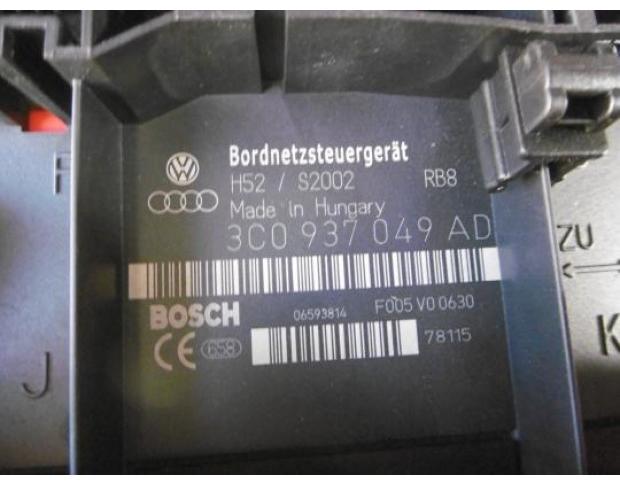 Bordnetzsteuergerät
H52 / S2002 RB8
Made in Hungary
3C0 937 049 AD
BOSCH 06593814 F005 V0 0630
CE 658 78115
F
J
ZU
K